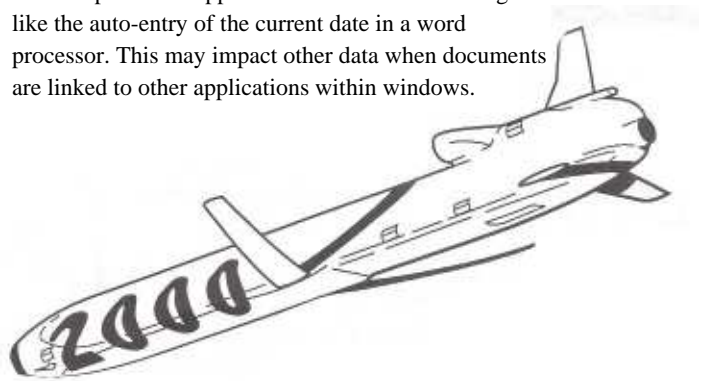 like the auto-entry of the current date in a word
processor. This may impact other data when documents
are linked to other applications within windows.
2000